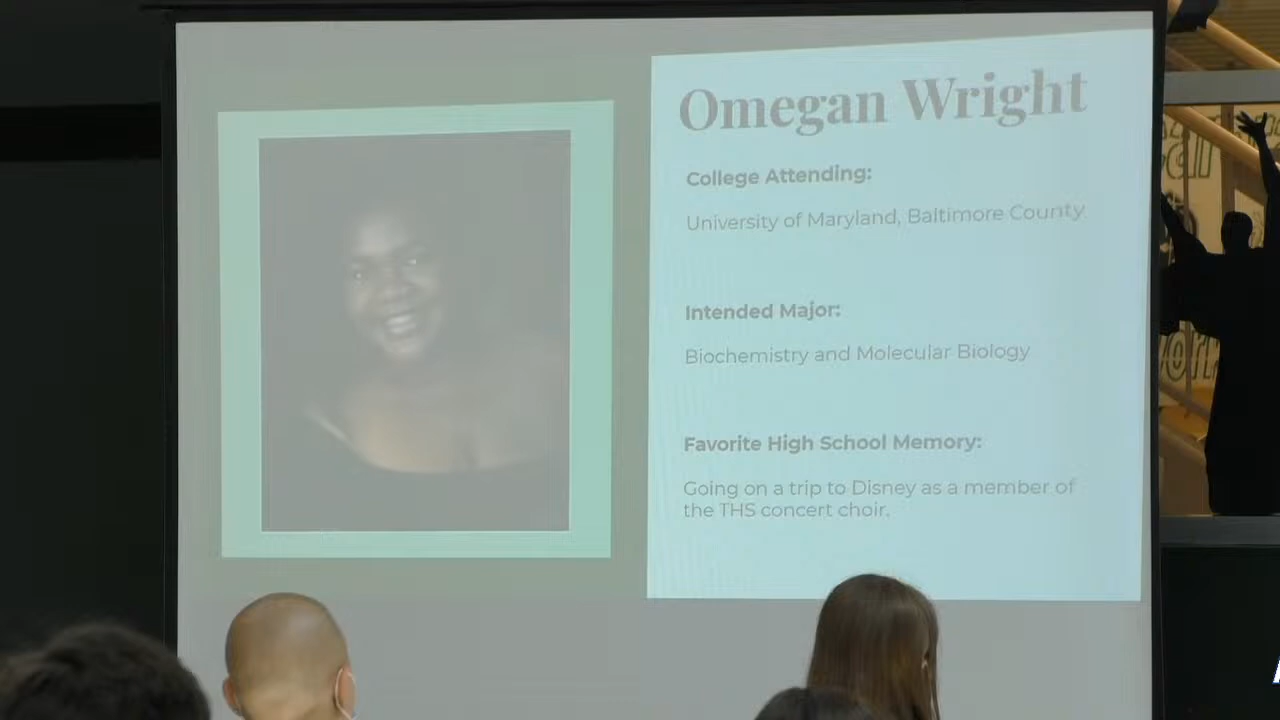 Omegan Wright
College Attending:
University of Maryland, Baltimore County
Intended Major:
Biochemistry and Molecular Biology
Favorite High School Memory:
Going on a trip to Disney as a member of
the THS concert choir.